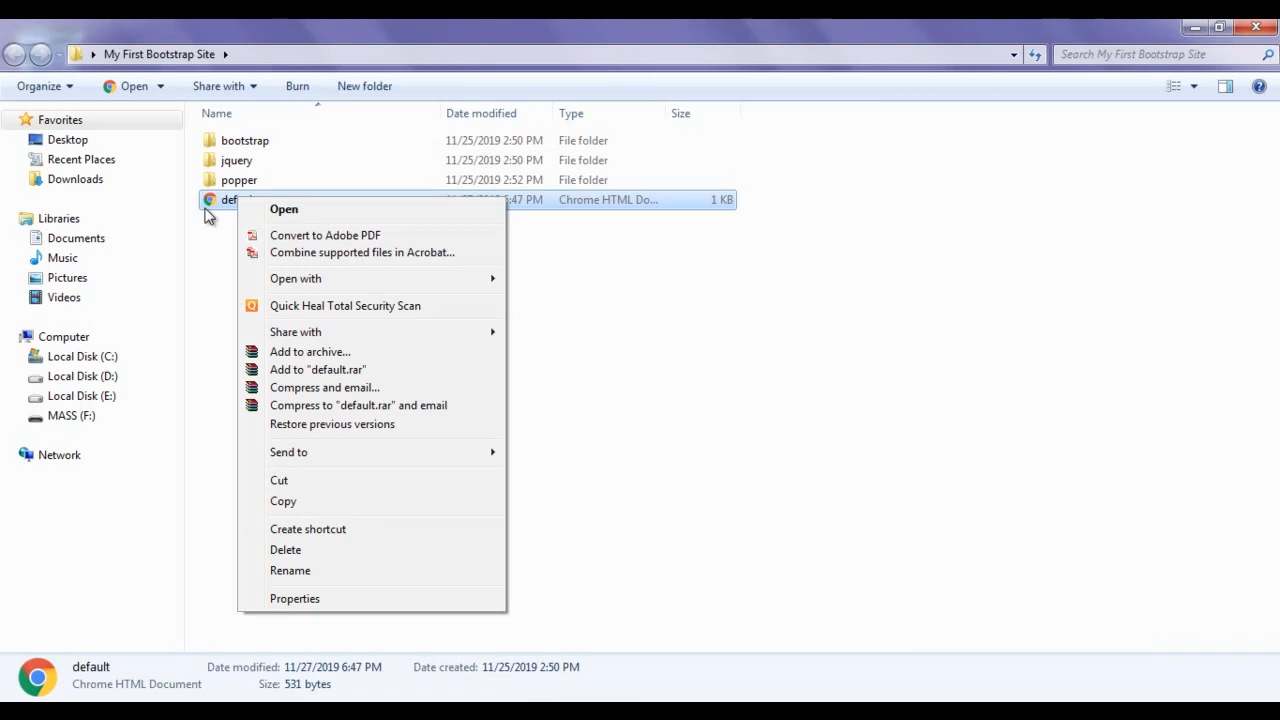 My First Bootstrap Site
Search My First Bootstrap Site
Organize Open Share with Burn New folder
Name Date modified Type Size
Favorites
Desktop
Recent Places
Downloads
Libraries
Documents
Music
Pictures
Videos
Computer
Local Disk (C:)
Local Disk (D:)
Local Disk (E:)
MASS (F:)
Network
bootstrap 11/25/2019 2:50 PM File folder
jquery 11/25/2019 2:50 PM File folder
popper 11/25/2019 2:52 PM File folder
6:47 PM Chrome HTML Do... 1 KB
Open
Convert to Adobe PDF
Combine supported files in Acrobat...
Open with
Quick Heal Total Security Scan
Share with
Add to archive...
Add to "default.rar"
Compress and email...
Compress to "default.rar" and email
Restore previous versions
Send to
Cut
Copy
Create shortcut
Delete
Rename
Properties
default Date modified: 11/27/2019 6:47 PM Date created: 11/25/2019 2:50 PM
Chrome HTML Document Size: 531 bytes